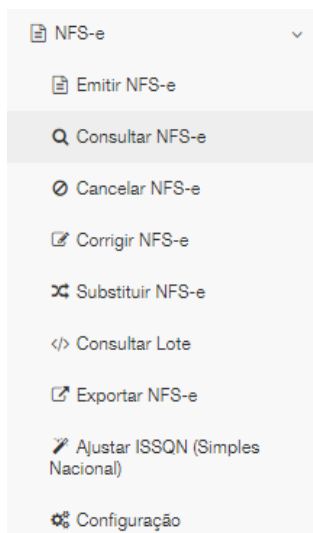 NFS-e
Emitir NFS-e
Consultar NFS-e
Cancelar NFS-e
Corrigir NFS-e
Substituir NFS-e
Consultar Lote
Exportar NFS-e
Ajustar ISSQN (Simples
Nacional)
Configuração